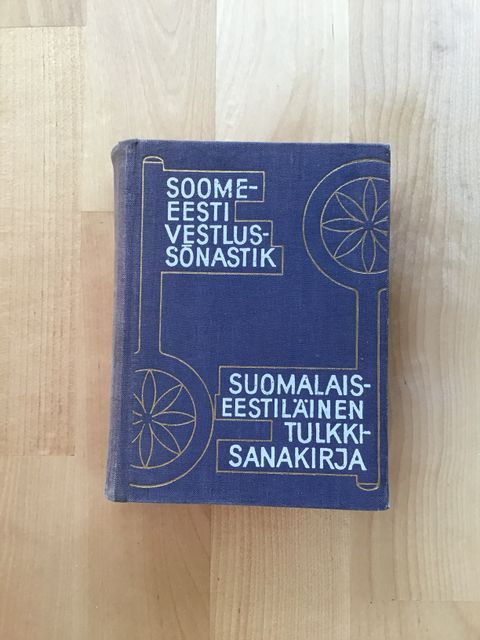 SOOME-
EESTI
VESTLUS-
SÕNASTIK
SUOMALAIS-
EESTILÄINEN
TULKKI-
SANAKIRJA